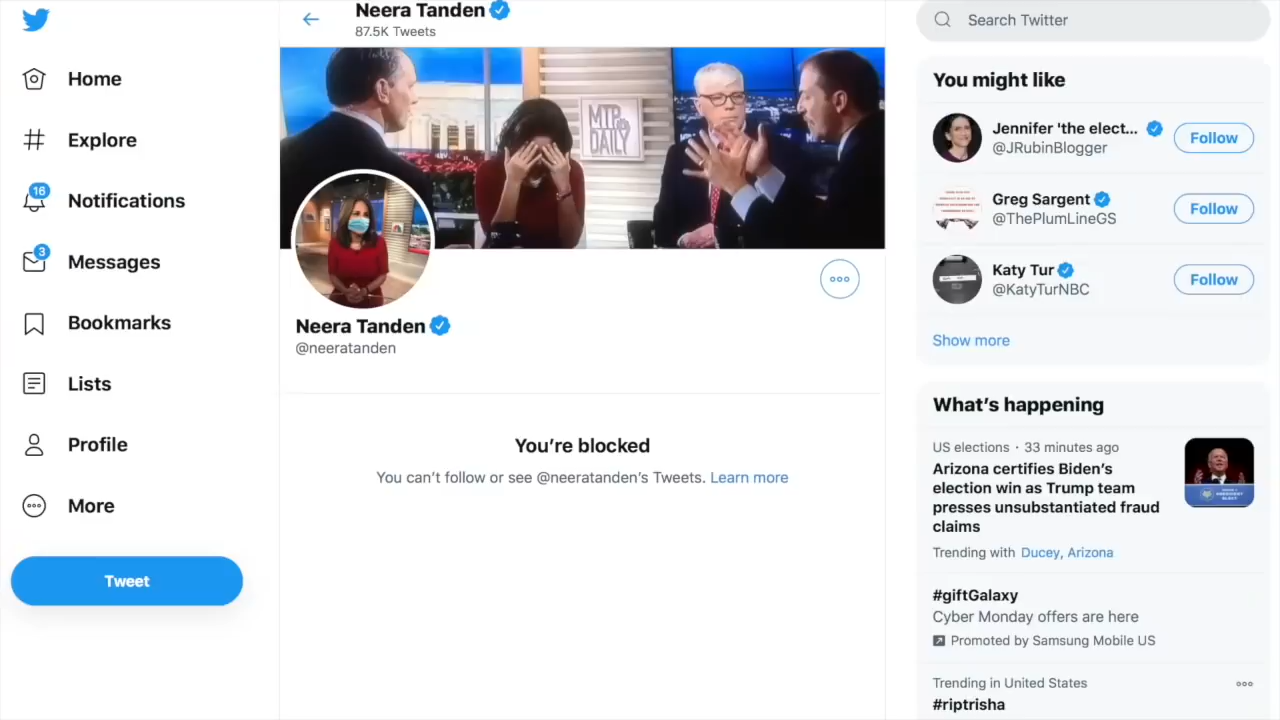 Home
Explore
16
Notifications
3
Messages
Bookmarks
Lists
Profile
More
Tweet
Neera Tanden
87.5K Tweets
MTP
DAILY
Neera Tanden
@neeratanden
You're blocked
You can't follow or see @neeratanden's Tweets. Learn more
Search Twitter
You might like
Jennifer 'the elect...
@JRubinBlogger
Follow
Greg Sargent
@ThePlumLineGS
Follow
Katy Tur
@KatyTurNBC
Follow
Show more
What's happening
US elections · 33 minutes ago
Arizona certifies Biden's
election win as Trump team
presses unsubstantiated fraud
claims
Trending with Ducey, Arizona
#giftGalaxy
Cyber Monday offers are here
Promoted by Samsung Mobile US
Trending in United States
#riptrisha